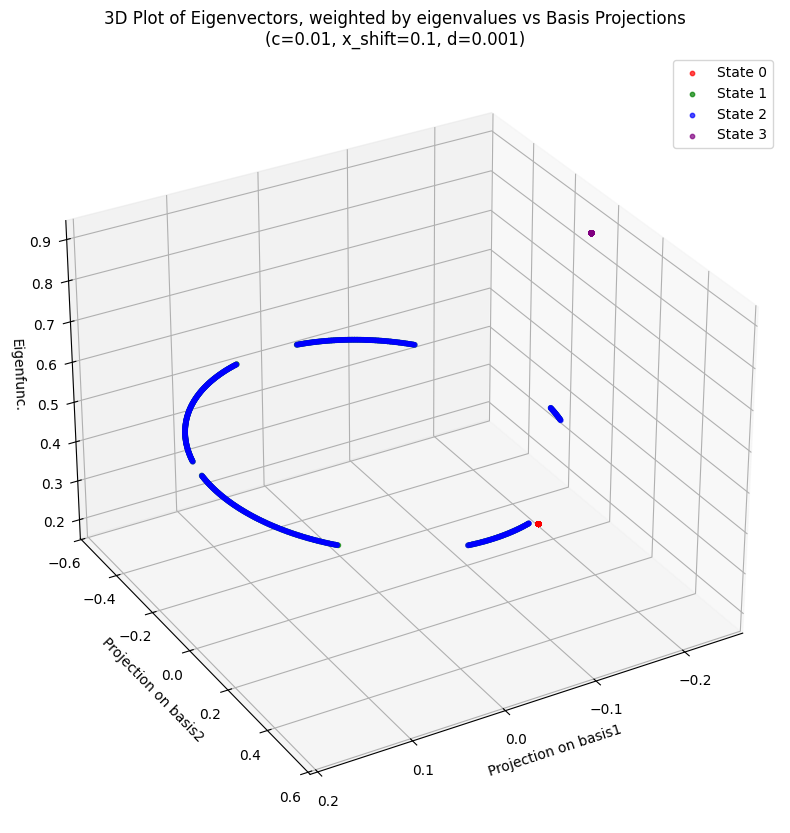 3D Plot of Eigenvectors, weighted by eigenvalues vs Basis Projections
(c=0.01, x_shift=0.1, d=0.001)
State 0
State 1
State 2
State 3
0.9
0.8
0.7
0.6
0.5
0.4
0.3
0.2
Eigenfunc.
−0.6
−0.4
−0.2
0.0
0.2
0.4
0.6
Projection on basis2
0.2
0.1
0.0
−0.1
−0.2
Projection on basis1